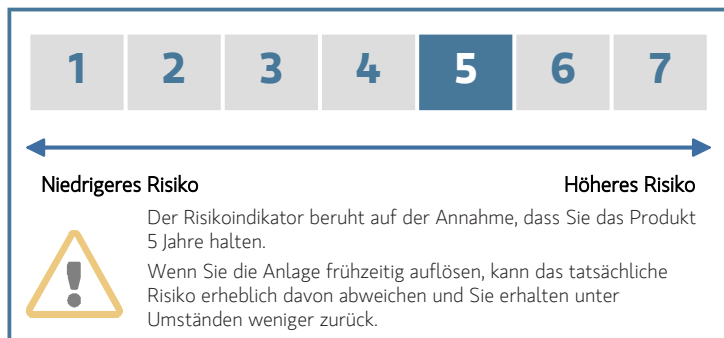 1 2 3 4 5 6 7
Niedrigeres Risiko Höheres Risiko
Der Risikoindikator beruht auf der Annahme, dass Sie das Produkt
5 Jahre halten.
Wenn Sie die Anlage frühzeitig auflösen, kann das tatsächliche
Risiko erheblich davon abweichen und Sie erhalten unter
Umständen weniger zurück.